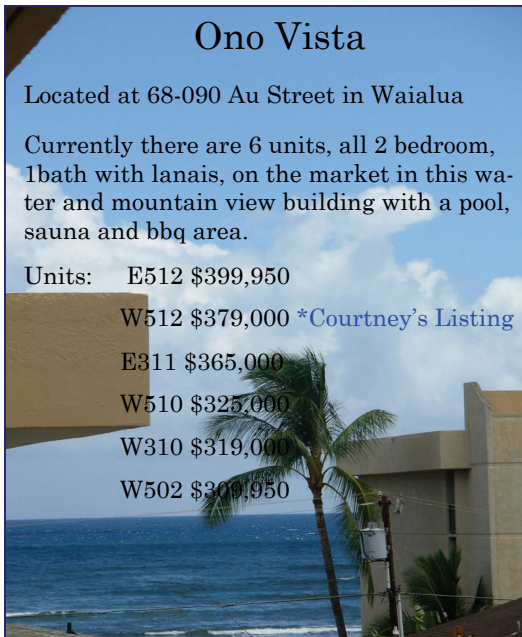 Ono Vista
Located at 68-090 Au Street in Waialua
Currently there are 6 units, all 2 bedroom,
1bath with lanais, on the market in this wa-
ter and mountain view building with a pool,
sauna and bbq area.
Units: E512 $399,950
W512 $379,000 *Courtney's Listing
E311 $365,000
W510 $325,000
W310 $319,000
W502 $309,950